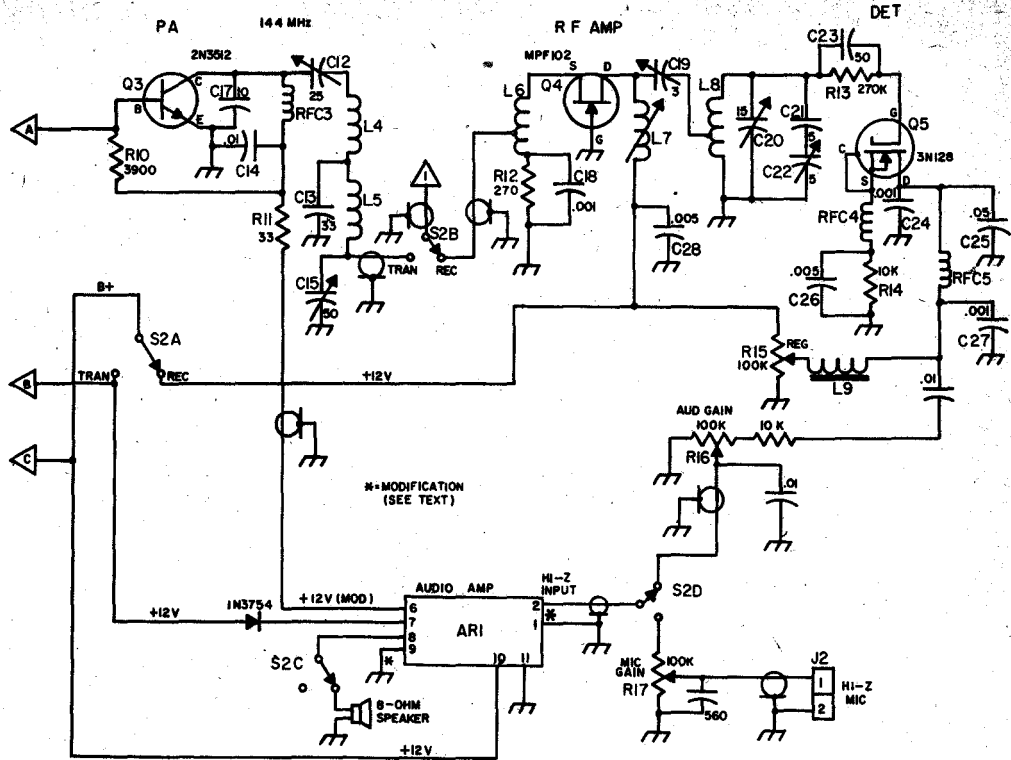 PA
144 MHz
RF AMP
DET
2N3512
Q3
C
B
E
C17
10
RFC3
C12
25
L4
A
R10
3900
.01
C14
C13
33
L5
R11
33
C15
50
1
S2B
TRAN
REC
MPF102
S
D
Q4
G
L6
R12
270
C18
.001
C19
3
L7
.005
C28
L8
15
C20
C21
5
C22
5
C23
50
R13
270K
G
Q5
C
3N128
S
D
.001
C24
RFC4
.005
C26
10K
R14
.05
C25
RFC5
.001
C27
B+
S2A
TRAN
REC
+12V
B
C
R15
100K
REG
L9
.01
AUD GAIN
100K
10 K
R16
.01
*=MODIFICATION
(SEE TEXT)
+12V
1N3754
+12V (MOD)
AUDIO AMP
AR1
6
7
8
9
10
11
2
1
*
*
HI-Z
INPUT
S2D
S2C
8-OHM
SPEAKER
MIC
GAIN
R17
100K
560
J2
1
2
HI-Z
MIC
+12V